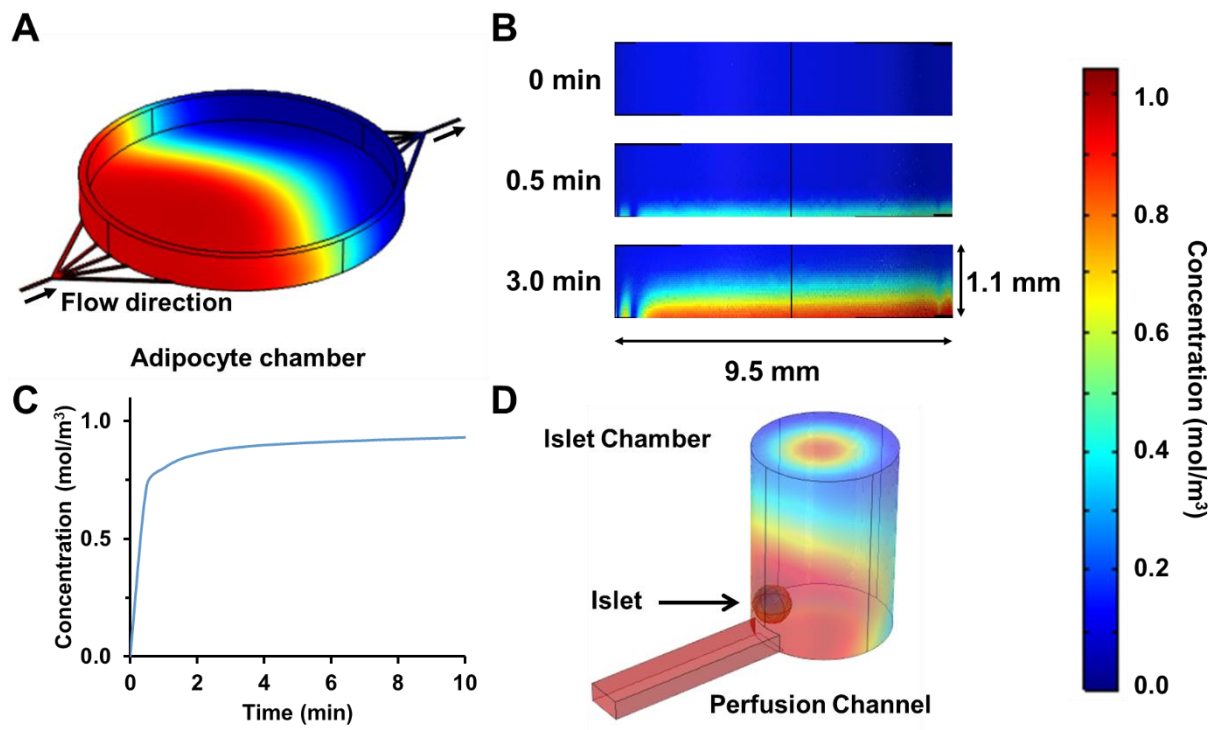 A
Flow direction
Adipocyte chamber
B
0 min
0.5 min
3.0 min
1.1 mm
9.5 mm
C
Concentration (mol/m³)
1.0
0.5
0.0
0 2 4 6 8 10
Time (min)
D
Islet Chamber
Islet
Perfusion Channel
1.0
0.8
0.6
0.4
0.2
0.0
Concentration (mol/m³)